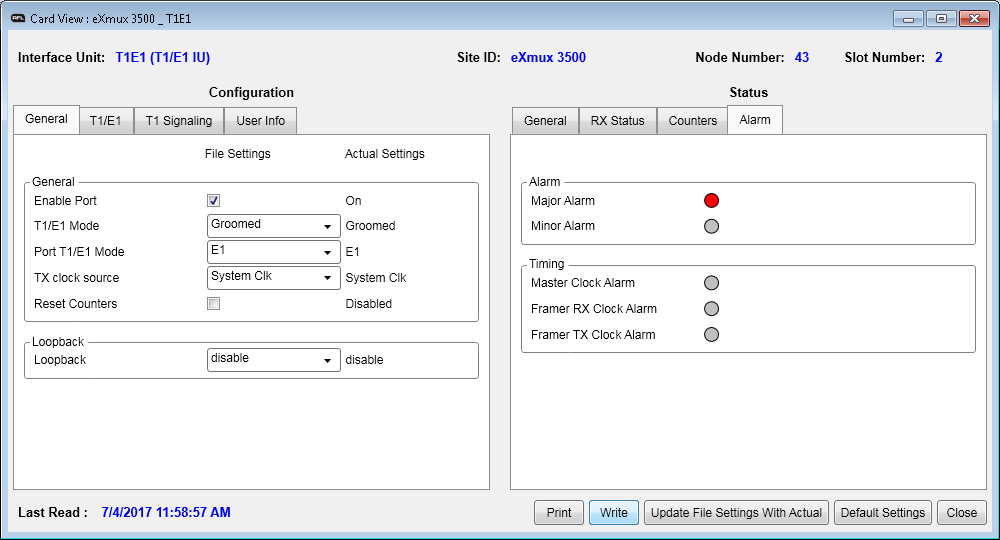 AFL Card View : eXmux 3500 _ T1E1
Interface Unit: T1E1 (T1/E1 IU) Site ID: eXmux 3500 Node Number: 43 Slot Number: 2
Configuration
General T1/E1 T1 Signaling User Info
File Settings Actual Settings
General
Enable Port On
T1/E1 Mode Groomed Groomed
Port T1/E1 Mode E1 E1
TX clock source System Clk System Clk
Reset Counters Disabled
Loopback
Loopback disable disable
Status
General RX Status Counters Alarm
Alarm
Major Alarm
Minor Alarm
Timing
Master Clock Alarm
Framer RX Clock Alarm
Framer TX Clock Alarm
Last Read : 7/4/2017 11:58:57 AM Print Write Update File Settings With Actual Default Settings Close